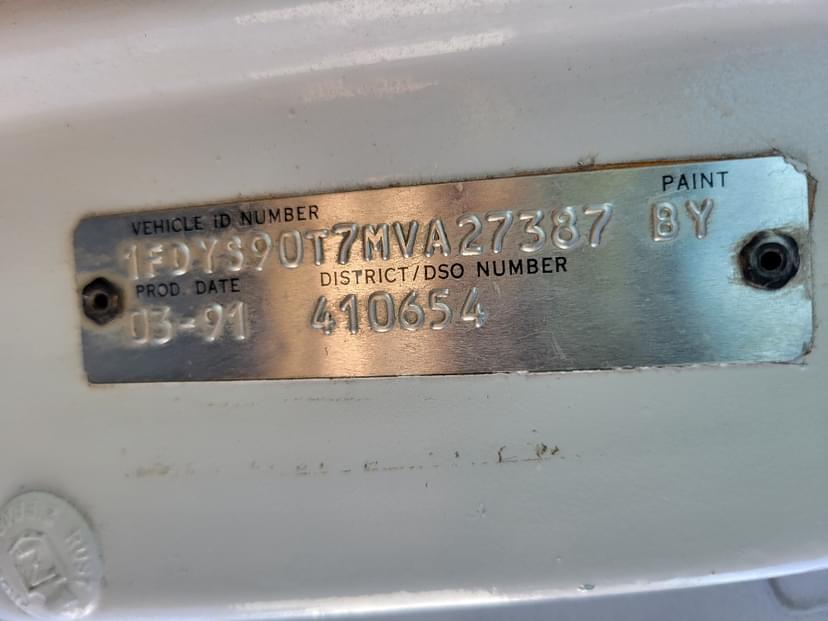 VEHICLE ID NUMBER PAINT
1FDYS90T7MVA27387 BY
PROD. DATE DISTRICT/DSO NUMBER
03-91 410654